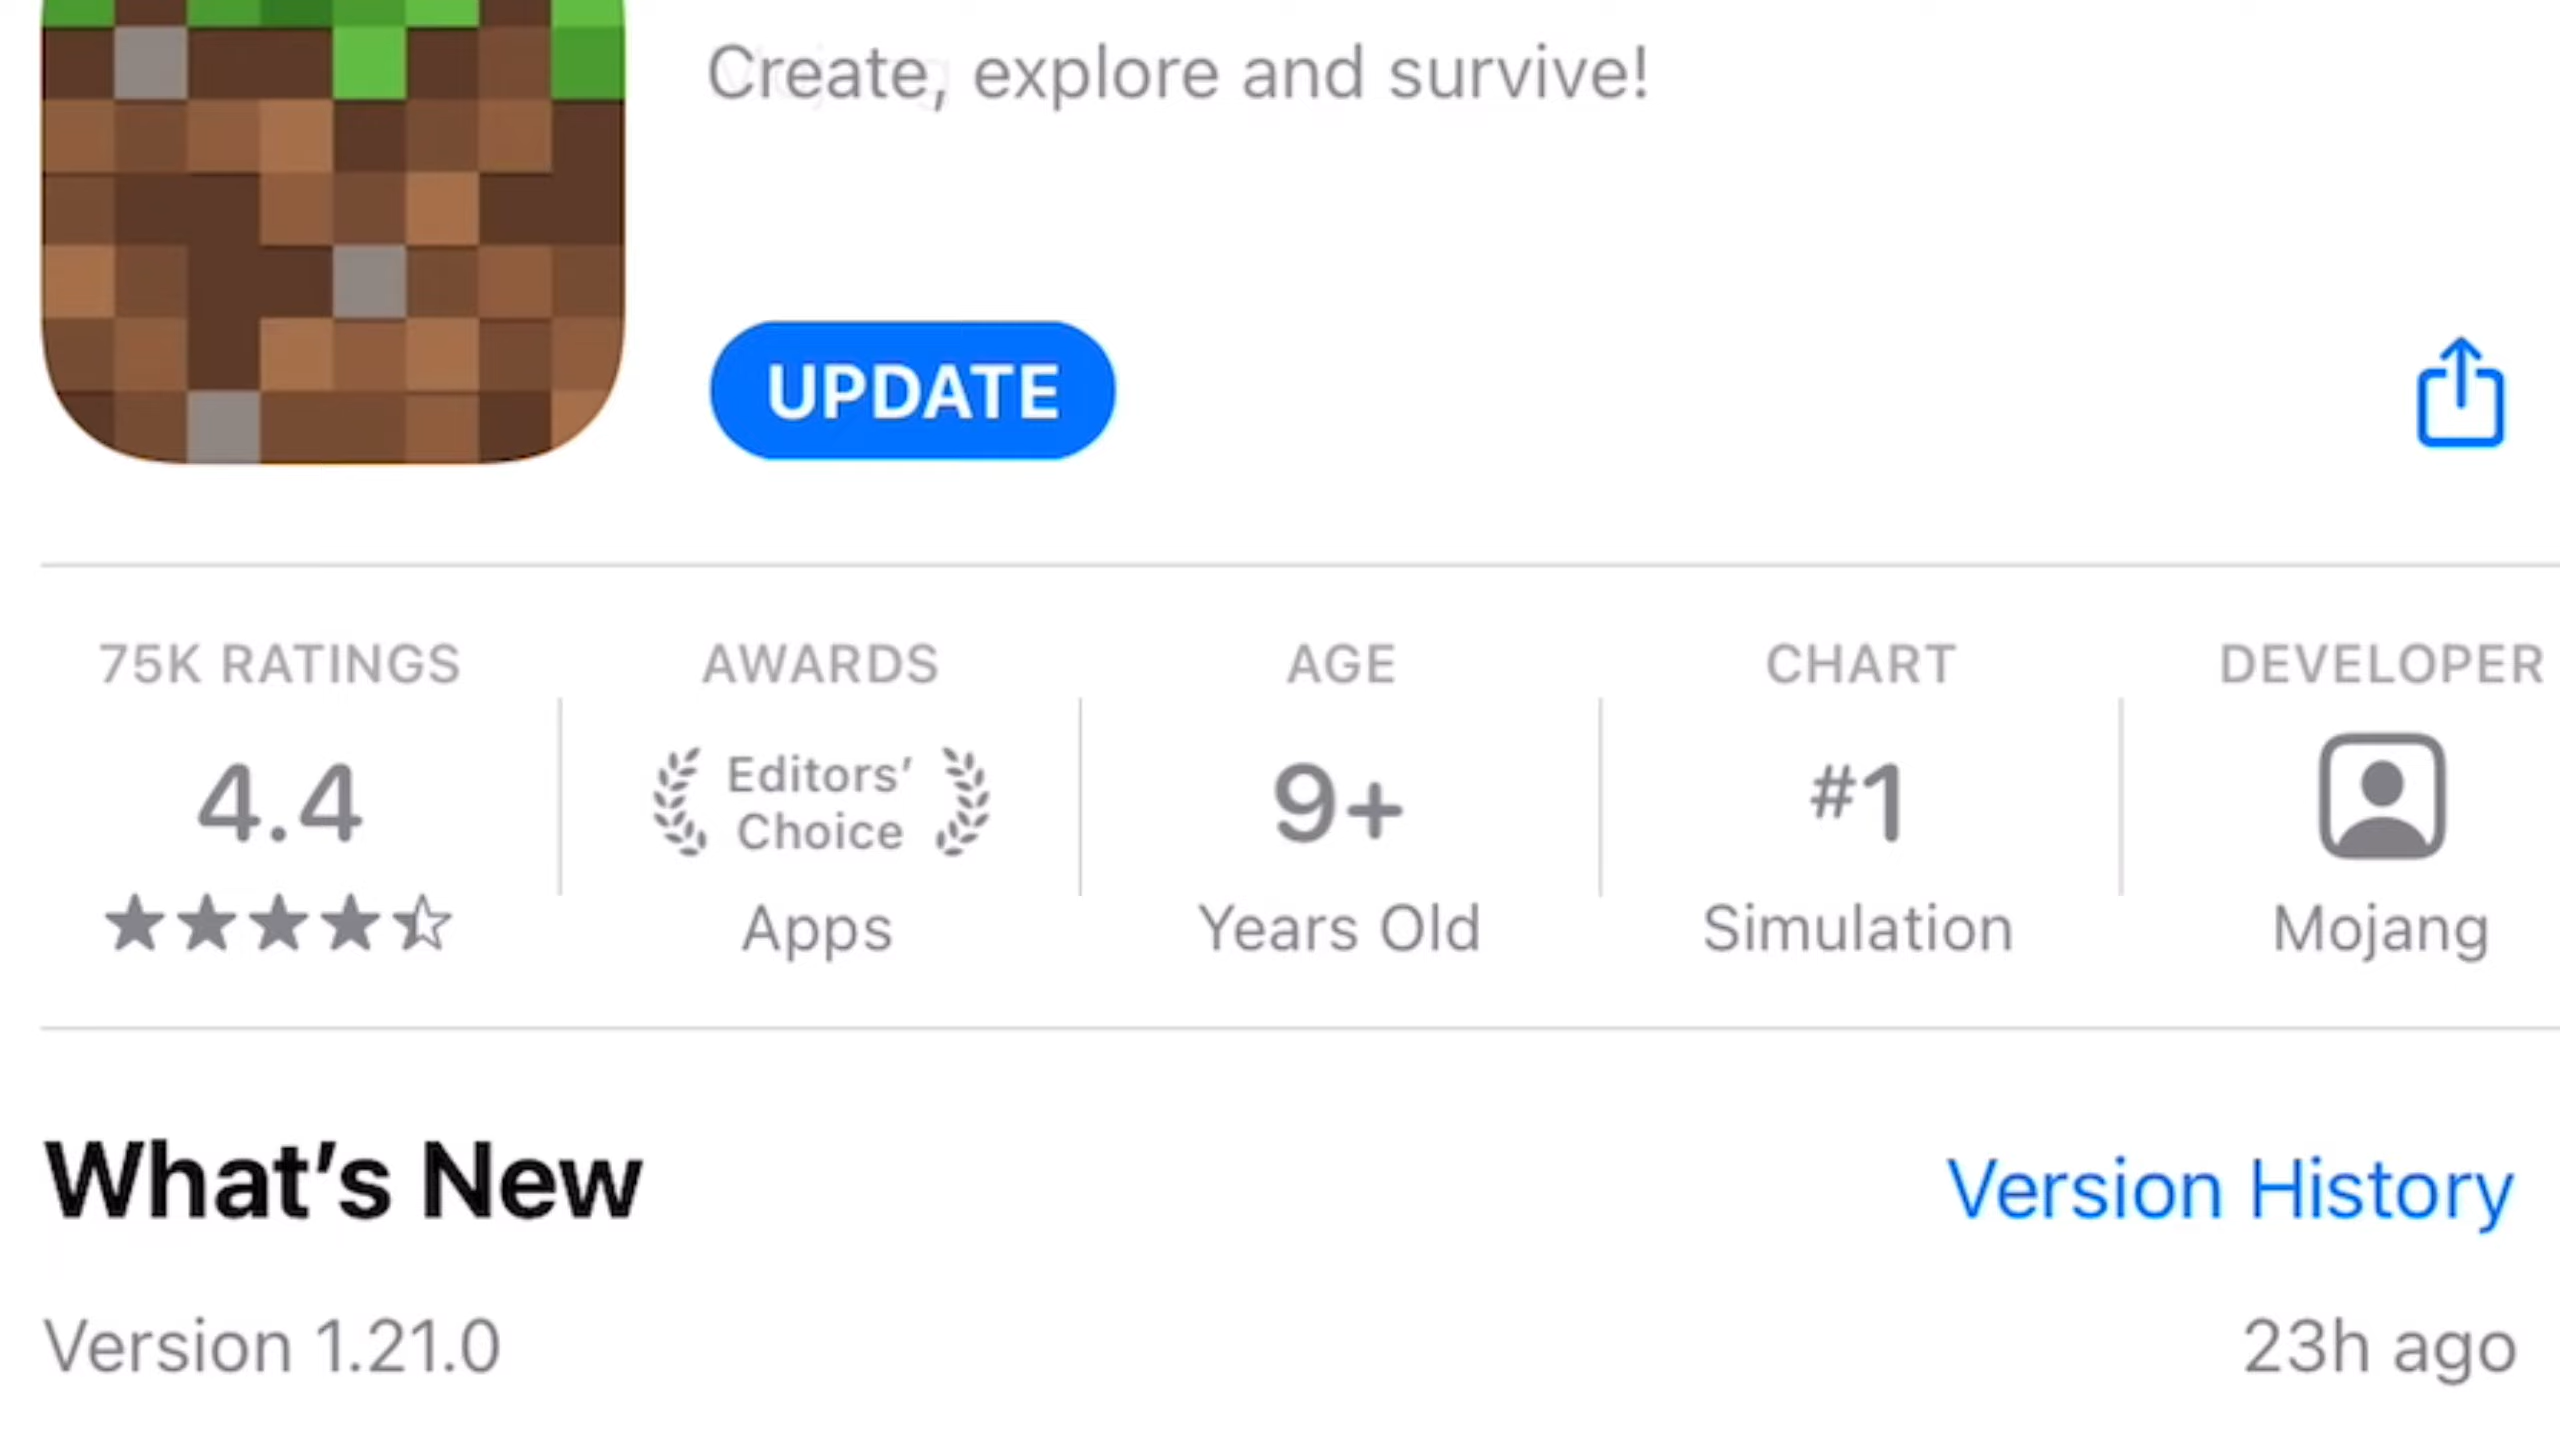 Create, explore and survive!
UPDATE
75K RATINGS
4.4
AWARDS
Editors’
Choice
Apps
AGE
9+
Years Old
CHART
#1
Simulation
DEVELOPER
Mojang
What’s New
Version History
Version 1.21.0
23h ago